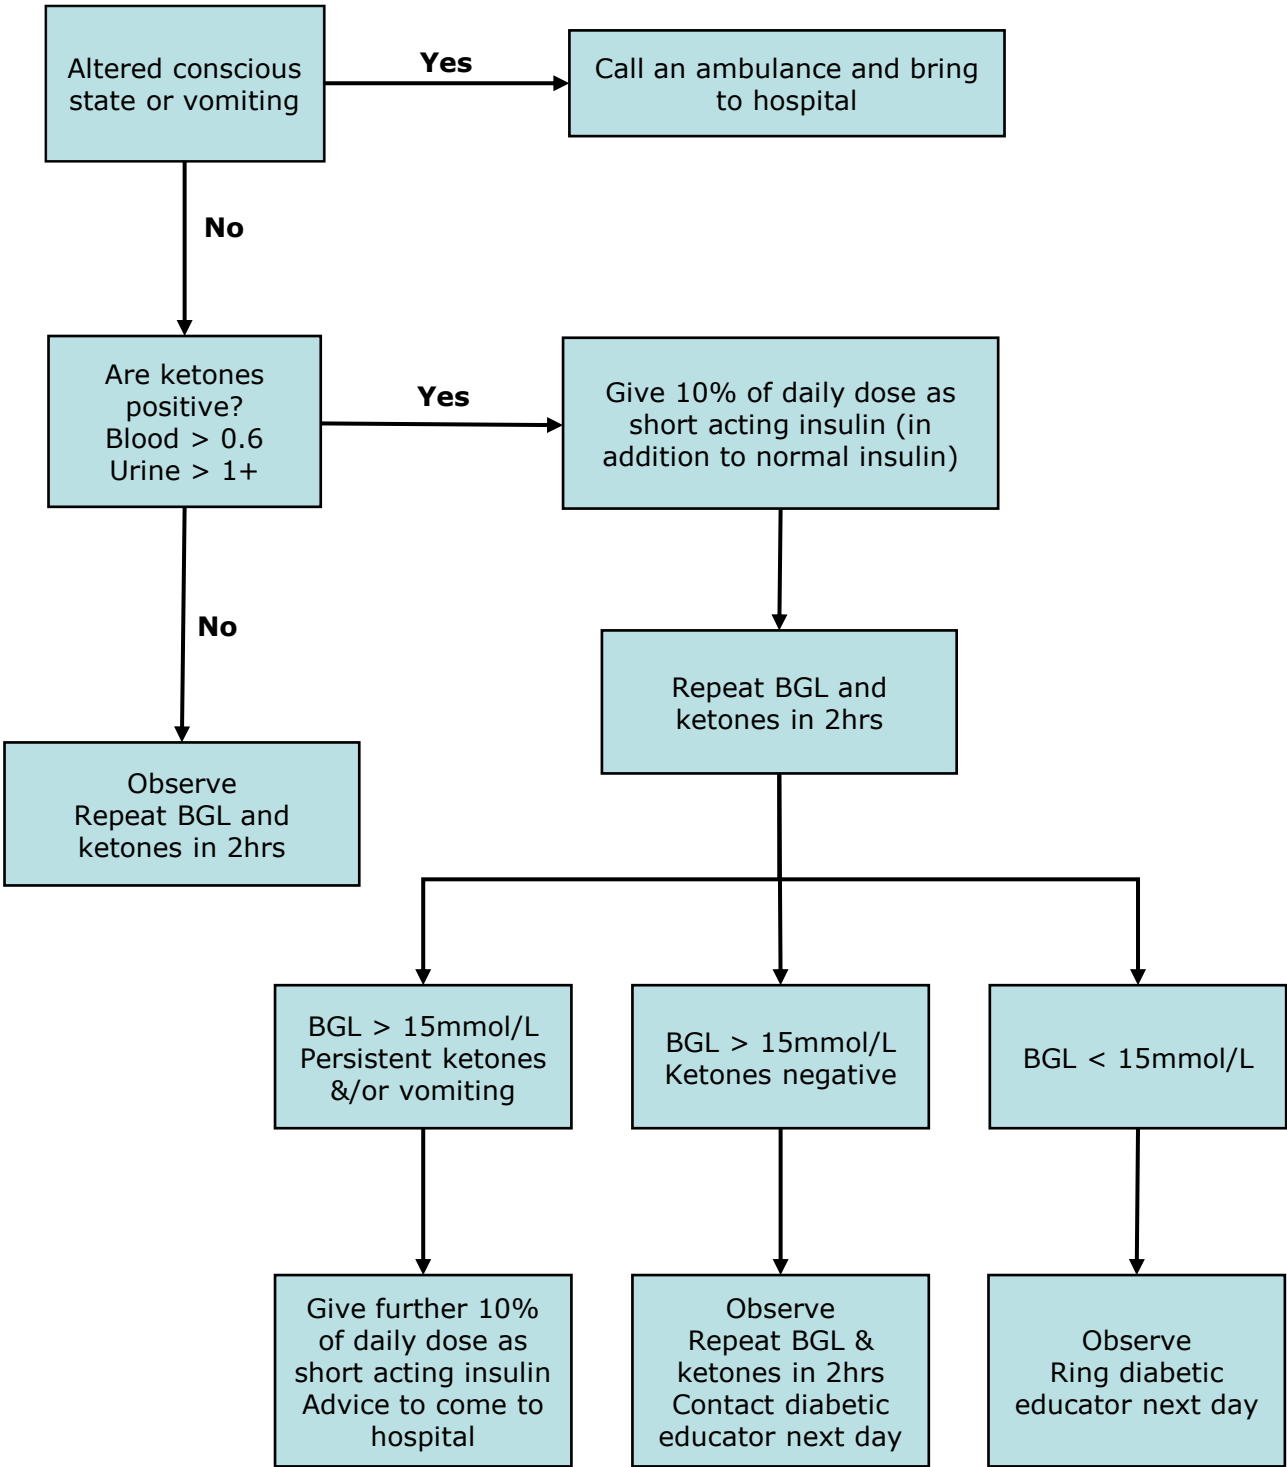 Altered conscious
state or vomiting
Yes
Call an ambulance and bring
to hospital
No
Are ketones
positive?
Blood > 0.6
Urine > 1+
Yes
Give 10% of daily dose as
short acting insulin (in
addition to normal insulin)
No
Repeat BGL and
ketones in 2hrs
Observe
Repeat BGL and
ketones in 2hrs
BGL > 15mmol/L
Persistent ketones
&/or vomiting
BGL > 15mmol/L
Ketones negative
BGL < 15mmol/L
Give further 10%
of daily dose as
short acting insulin
Advice to come to
hospital
Observe
Repeat BGL &
ketones in 2hrs
Contact diabetic
educator next day
Observe
Ring diabetic
educator next day